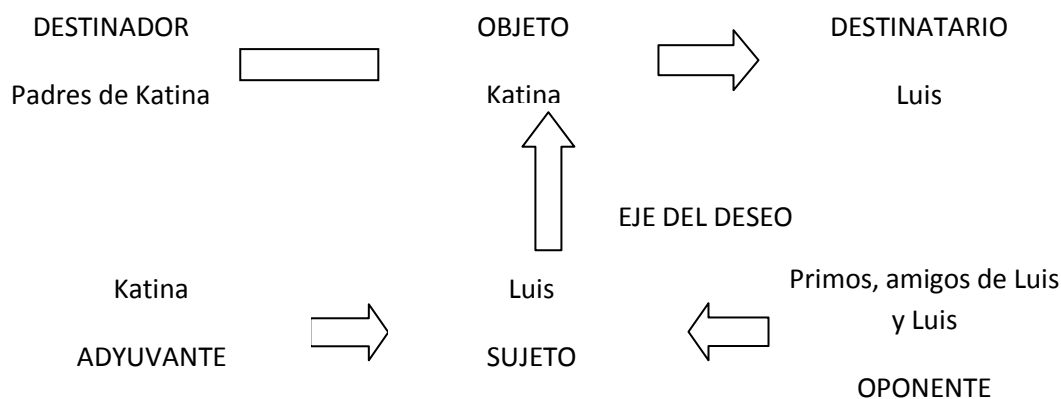 DESTINADOR OBJETO DESTINATARIO
Padres de Katina Katina Luis
EJE DEL DESEO
Katina Luis Primos, amigos de Luis
y Luis
ADYUVANTE SUJETO
OPONENTE